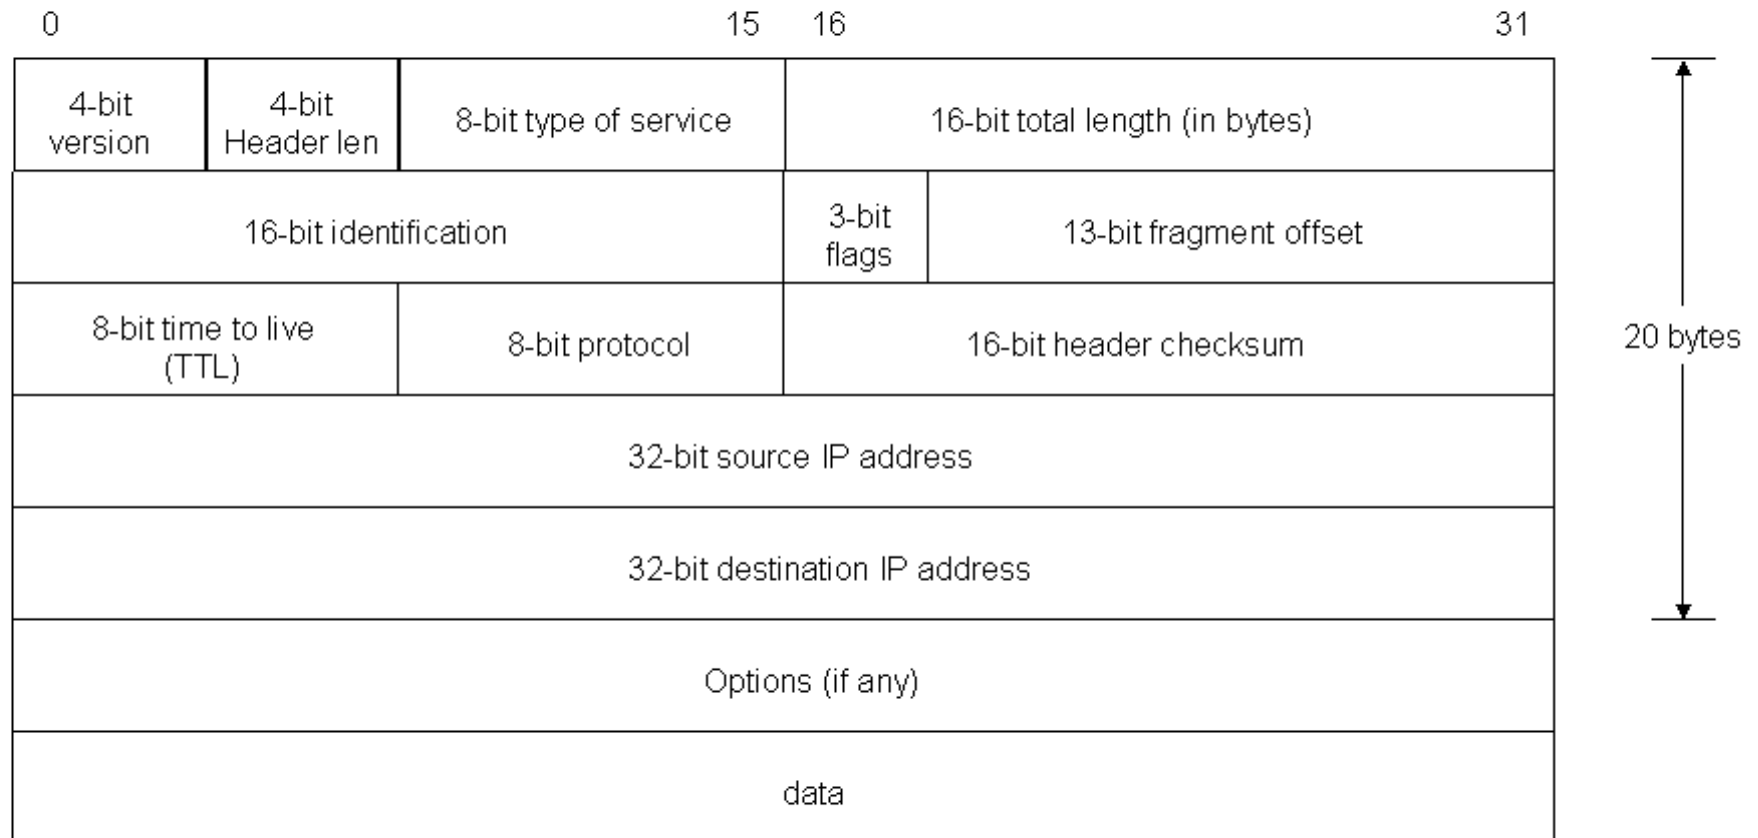 0 15 16 31
4-bit
version
4-bit
Header len
8-bit type of service
16-bit total length (in bytes)
16-bit identification
3-bit
flags
13-bit fragment offset
8-bit time to live
(TTL)
8-bit protocol
16-bit header checksum
20 bytes
32-bit source IP address
32-bit destination IP address
Options (if any)
data